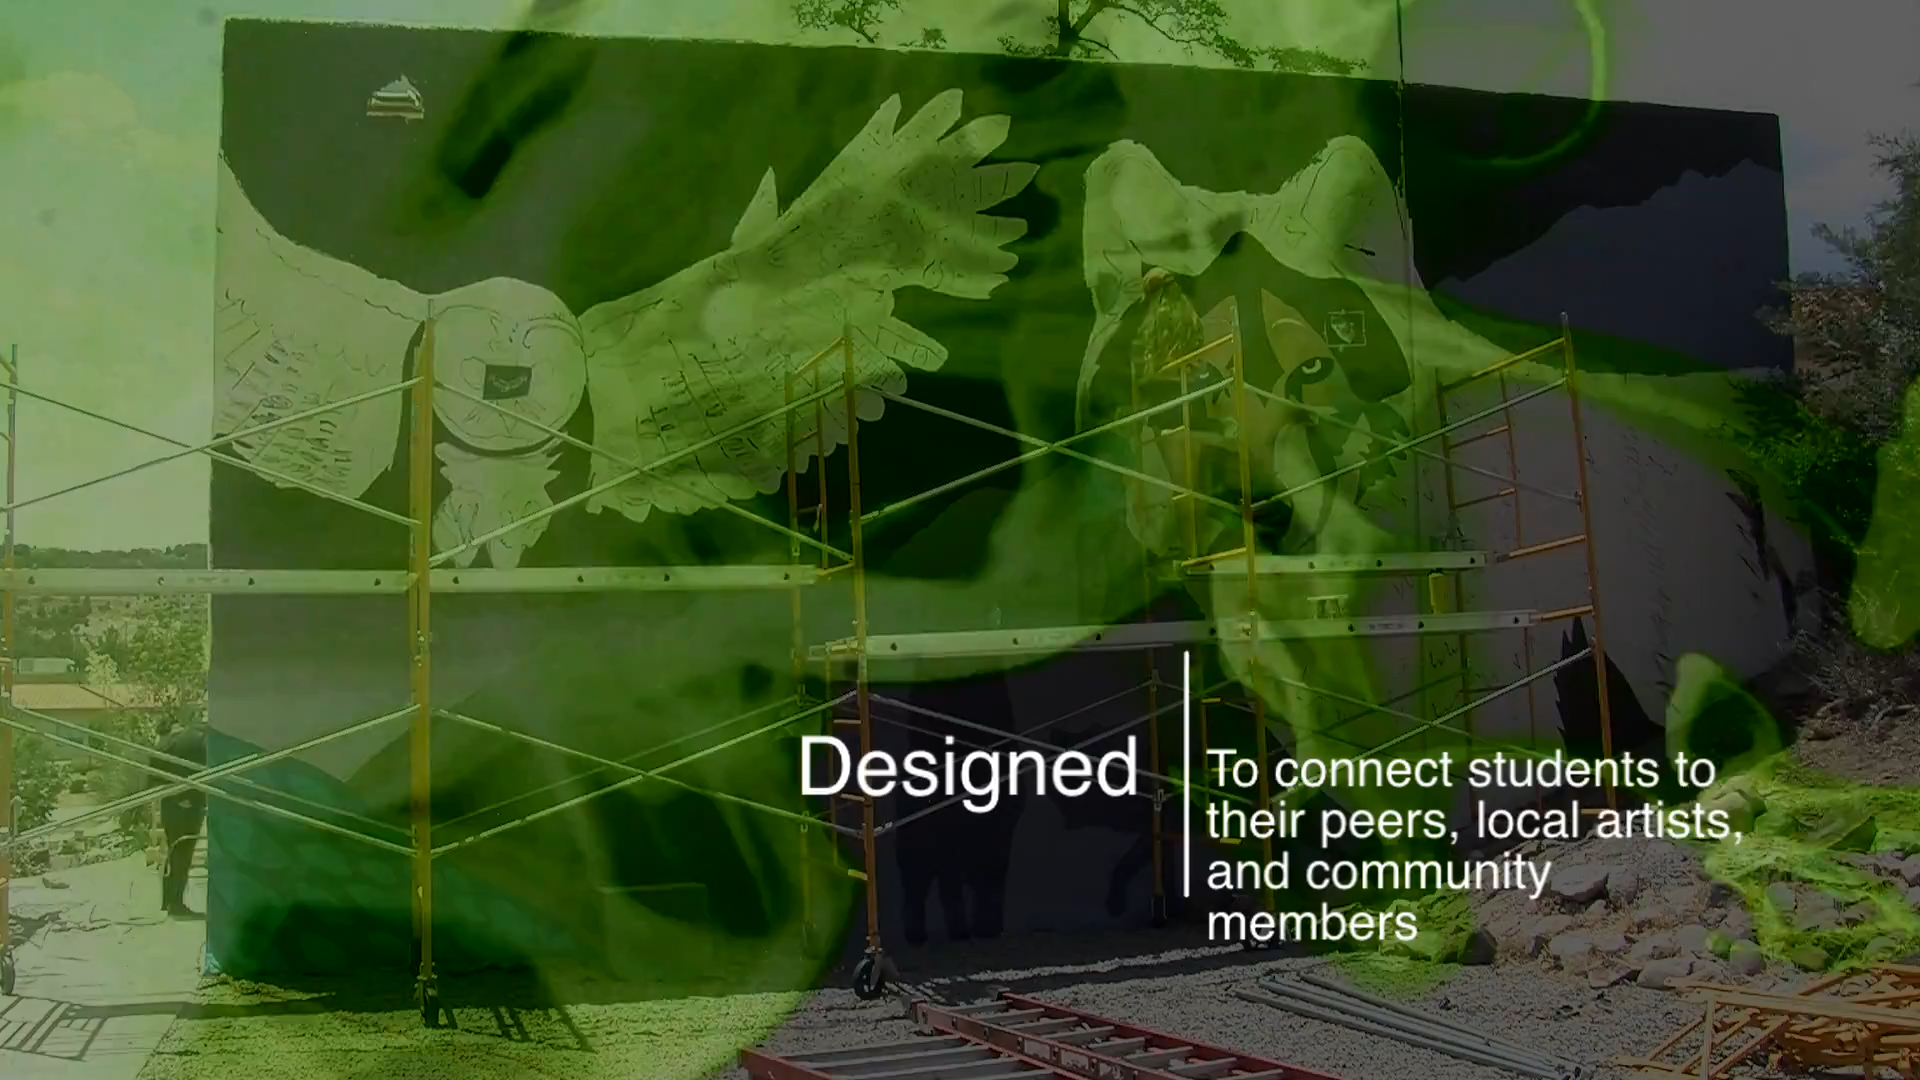 Designed
To connect students to
their peers, local artists,
and community
members